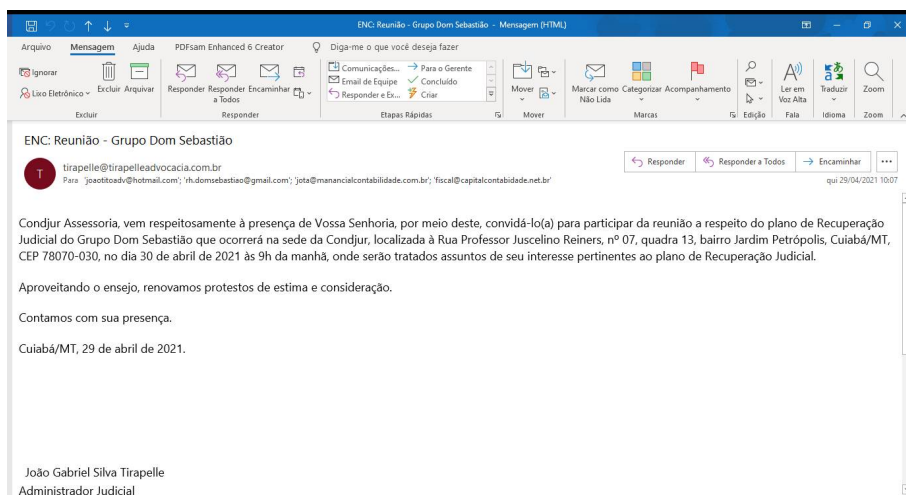 ENC: Reunião - Grupo Dom Sebastião - Mensagem (HTML)
Arquivo Mensagem Ajuda PDFsam Enhanced 6 Creator Diga-me o que você deseja fazer
Ignorar
Lixo Eletrônico
Excluir Arquivar
Responder Responder a Todos Encaminhar
Comunicações... Para o Gerente
Email de Equipe Concluído
Responder e Ex... Criar
Mover
Marcar como Não Lida Categorizar Acompanhamento
Ler em Voz Alta
Traduzir
Zoom
Excluir Responder Etapas Rápidas Mover Marcas Edição Fala Idioma Zoom
ENC: Reunião - Grupo Dom Sebastião
T
tirapelle@tirapelleadvocacia.com.br
Para 'joaotitoadv@hotmail.com'; 'rh.domsebastiao@gmail.com'; 'jota@manancialcontabilidade.com.br'; 'fiscal@capitalcontabidade.net.br'
Responder Responder a Todos Encaminhar
qui 29/04/2021 10:07
Condjur Assessoria, vem respeitosamente à presença de Vossa Senhoria, por meio deste, convidá-lo(a) para participar da reunião a respeito do plano de Recuperação
Judicial do Grupo Dom Sebastião que ocorrerá na sede da Condjur, localizada à Rua Professor Juscelino Reiners, nº 07, quadra 13, bairro Jardim Petrópolis, Cuiabá/MT,
CEP 78070-030, no dia 30 de abril de 2021 às 9h da manhã, onde serão tratados assuntos de seu interesse pertinentes ao plano de Recuperação Judicial.
Aproveitando o ensejo, renovamos protestos de estima e consideração.
Contamos com sua presença.
Cuiabá/MT, 29 de abril de 2021.
João Gabriel Silva Tirapelle
Administrador Judicial